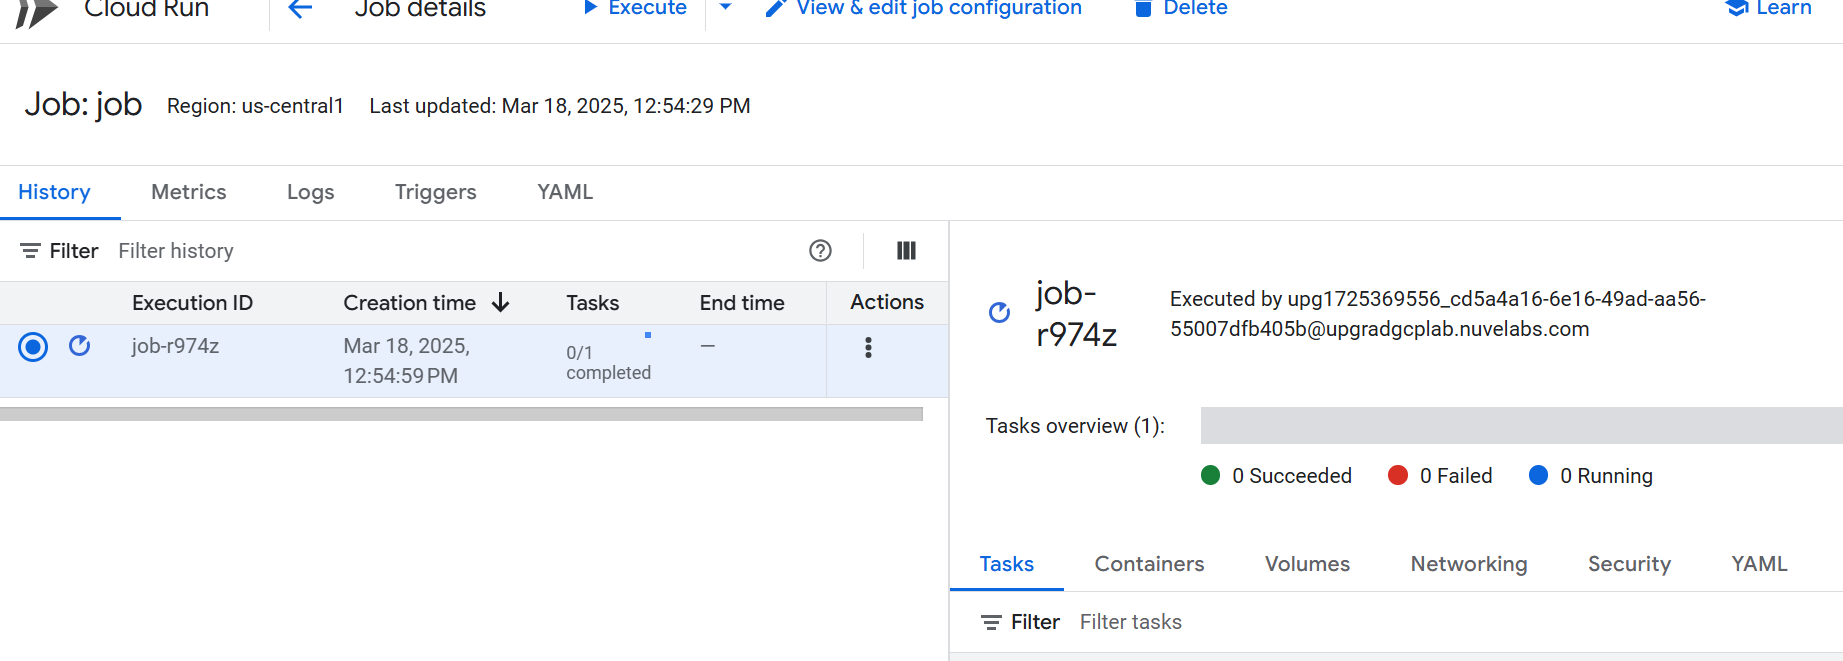 Cloud Run
Job details
Execute
View & edit job configuration
Delete
Learn
Job: job
Region: us-central1
Last updated: Mar 18, 2025, 12:54:29 PM
History
Metrics
Logs
Triggers
YAML
Filter
Filter history
Execution ID
Creation time
Tasks
End time
Actions
job-r974z
Mar 18, 2025,
12:54:59 PM
0/1
completed
—
job-
r974z
Executed by upg1725369556_cd5a4a16-6e16-49ad-aa56-
55007dfb405b@upgradgcplab.nuvelabs.com
Tasks overview (1):
0 Succeeded
0 Failed
0 Running
Tasks
Containers
Volumes
Networking
Security
YAML
Filter
Filter tasks